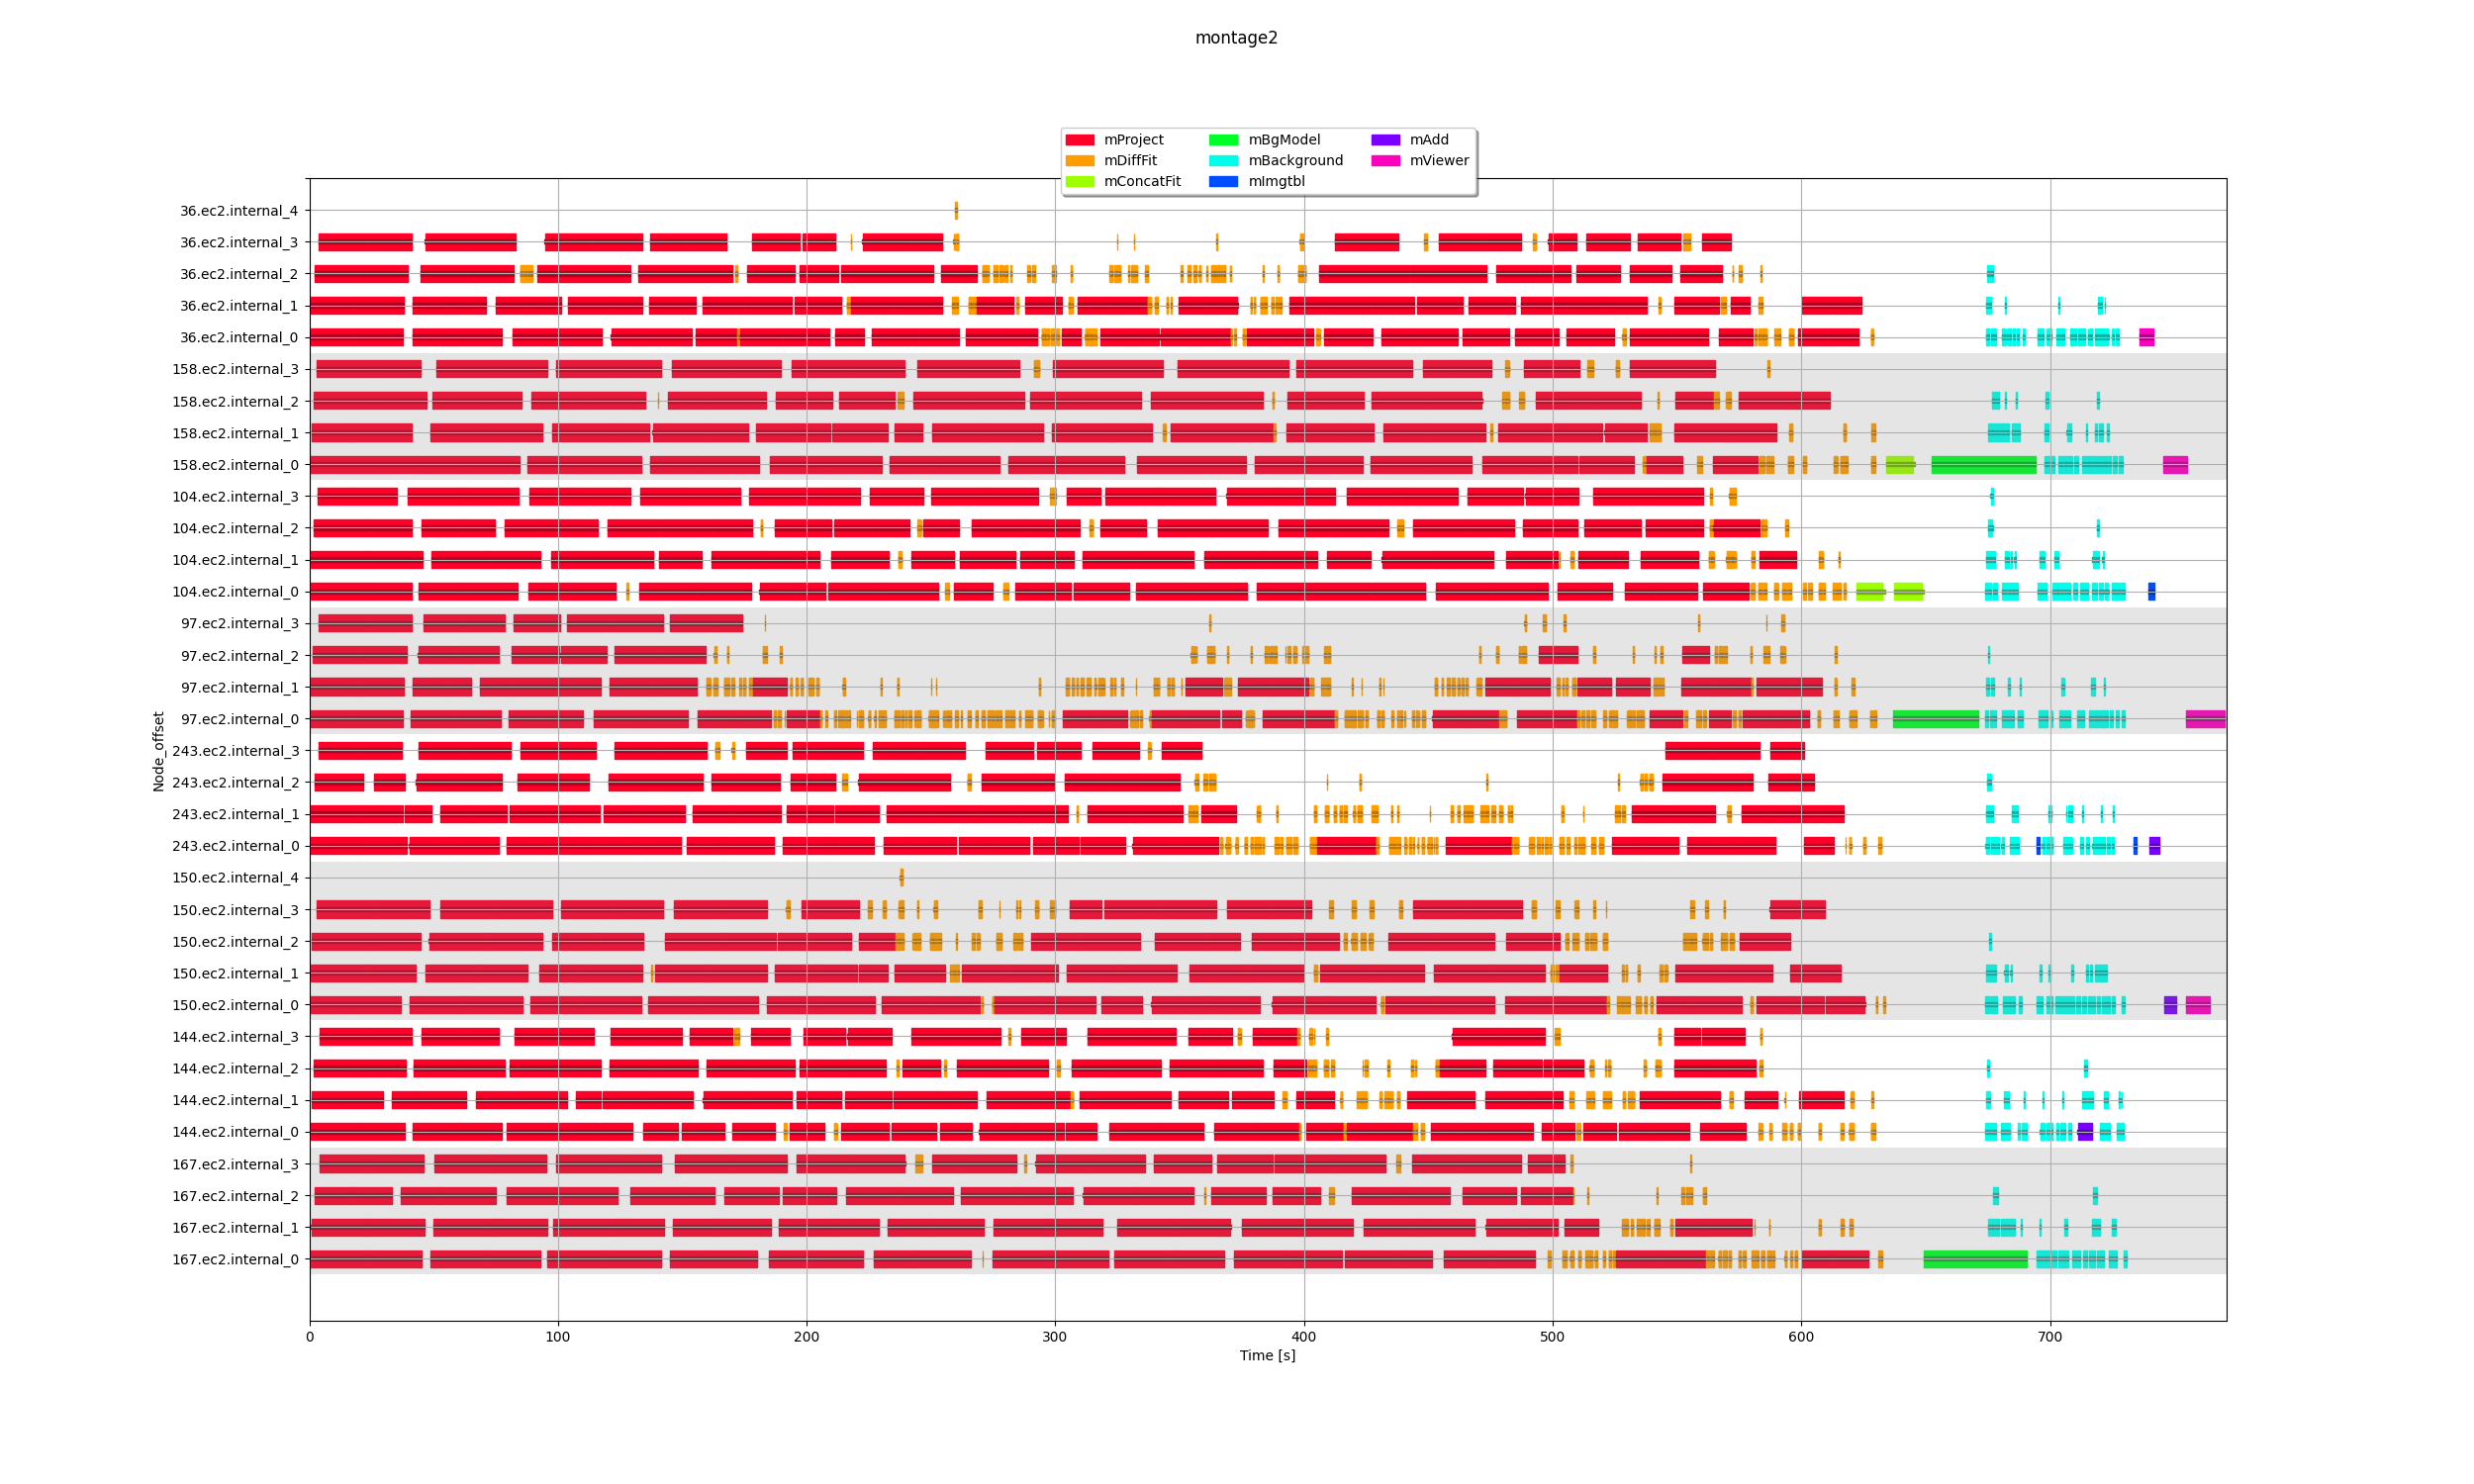 montage2
mProject mBgModel mAdd
mDiffFit mBackground mViewer
mConcatFit mImgtbl
36.ec2.internal_4
36.ec2.internal_3
36.ec2.internal_2
36.ec2.internal_1
36.ec2.internal_0
158.ec2.internal_3
158.ec2.internal_2
158.ec2.internal_1
158.ec2.internal_0
104.ec2.internal_3
104.ec2.internal_2
104.ec2.internal_1
104.ec2.internal_0
97.ec2.internal_3
97.ec2.internal_2
97.ec2.internal_1
97.ec2.internal_0
243.ec2.internal_3
243.ec2.internal_2
243.ec2.internal_1
243.ec2.internal_0
150.ec2.internal_4
150.ec2.internal_3
150.ec2.internal_2
150.ec2.internal_1
150.ec2.internal_0
144.ec2.internal_3
144.ec2.internal_2
144.ec2.internal_1
144.ec2.internal_0
167.ec2.internal_3
167.ec2.internal_2
167.ec2.internal_1
167.ec2.internal_0
Node_offset
0 100 200 300 400 500 600 700
Time [s]